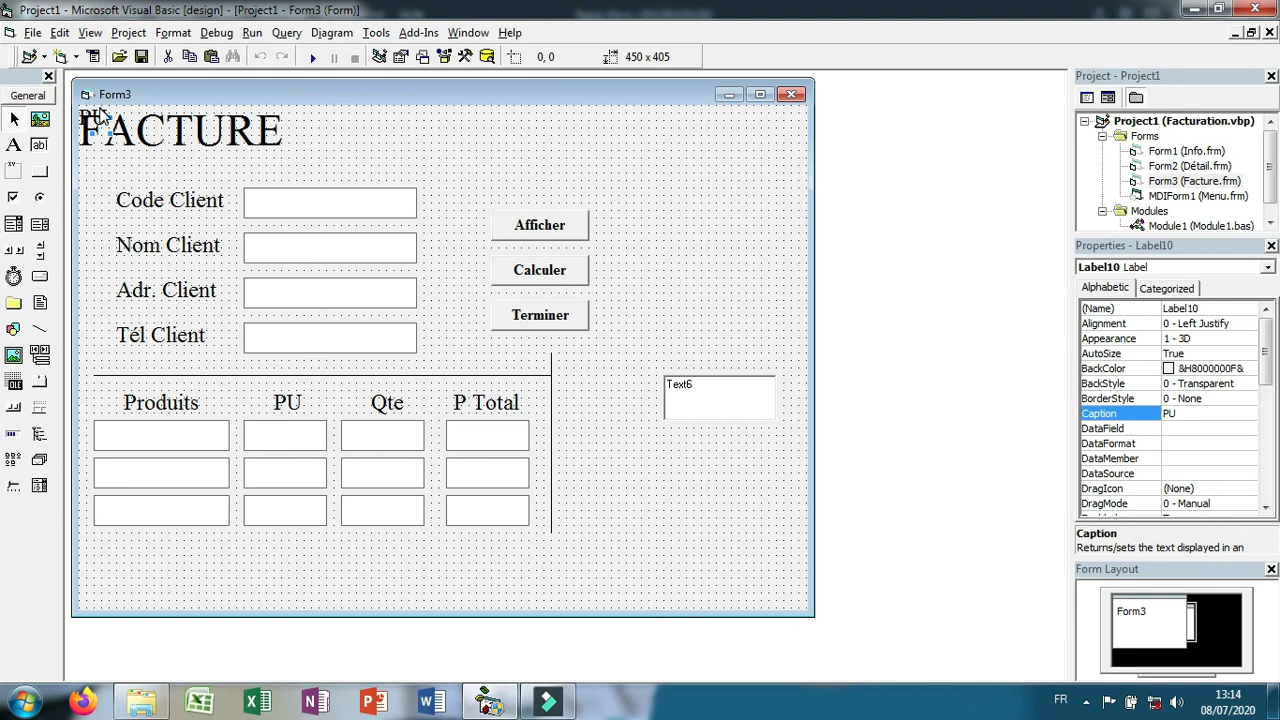 Project1 - Microsoft Visual Basic [design] - [Project1 - Form3 (Form)]
File Edit View Project Format Debug Run Query Diagram Tools Add-Ins Window Help
0, 0 450 x 405
General
Form3
PU
FACTURE
Code Client
Nom Client
Adr. Client
Tél Client
Afficher
Calculer
Terminer
Text6
Produits PU Qte P Total
Project - Project1
Project1 (Facturation.vbp)
Forms
Form1 (Info.frm)
Form2 (Détail.frm)
Form3 (Facture.frm)
MDIForm1 (Menu.frm)
Modules
Module1 (Module1.bas)
Properties - Label10
Label10 Label
Alphabetic Categorized
(Name) Label10
Alignment 0 - Left Justify
Appearance 1 - 3D
AutoSize True
BackColor &H8000000F&
BackStyle 0 - Transparent
BorderStyle 0 - None
Caption PU
DataField
DataFormat
DataMember
DataSource
DragIcon (None)
DragMode 0 - Manual
Caption
Returns/sets the text displayed in an
Form Layout
Form3
FR
13:14
08/07/2020